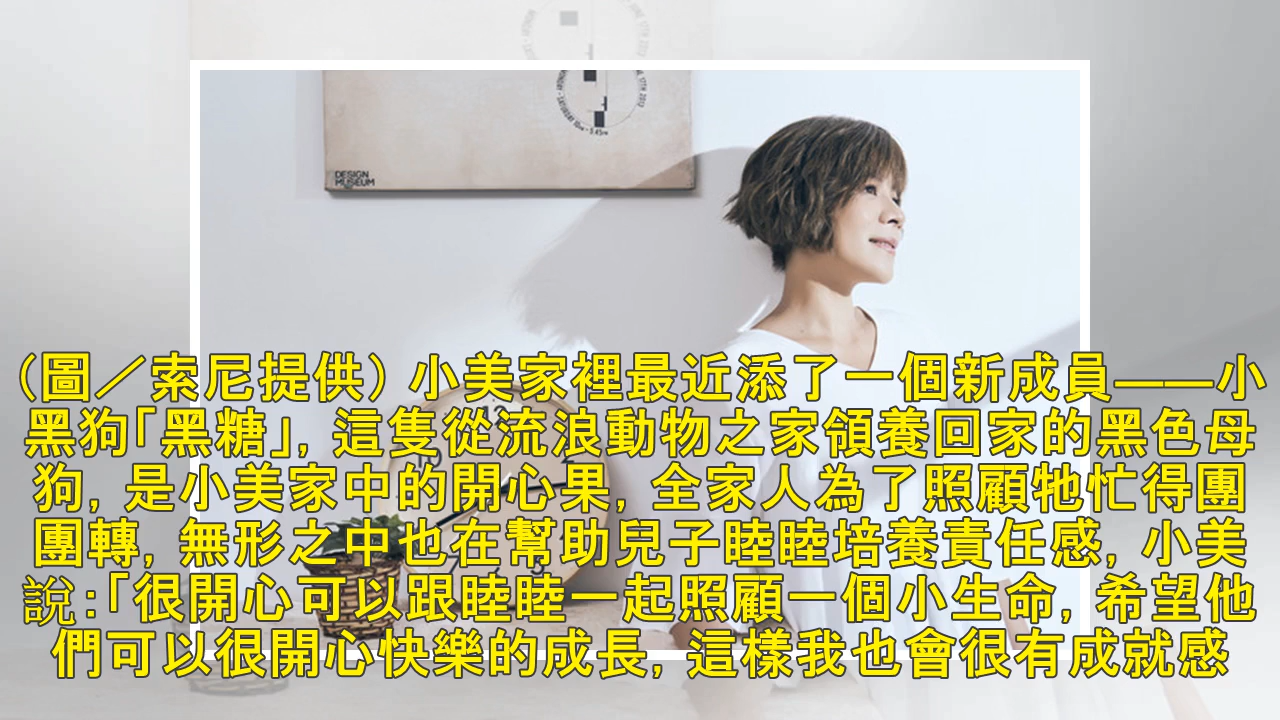 DESIGN
MUSEUM
(圖／索尼提供) 小美家裡最近添了一個新成員——小
黑狗「黑糖」, 這隻從流浪動物之家領養回家的黑色母
狗, 是小美家中的開心果, 全家人為了照顧牠忙得團
團轉, 無形之中也在幫助兒子睦睦培養責任感, 小美
說:「很開心可以跟睦睦一起照顧一個小生命, 希望他
們可以很開心快樂的成長, 這樣我也會很有成就感